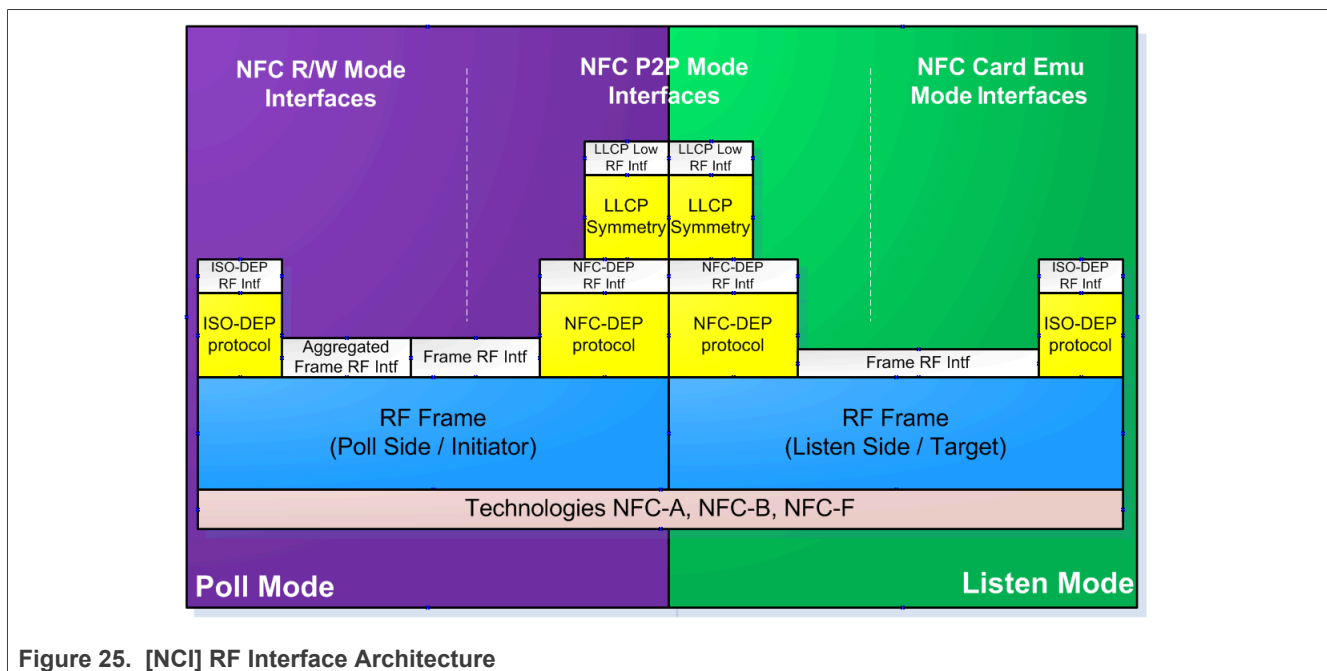 NFC R/W Mode
Interfaces
NFC P2P Mode
Interfaces
NFC Card Emu
Mode Interfaces
LLCP Low
RF Intf
LLCP Low
RF Intf
LLCP
Symmetry
LLCP
Symmetry
ISO-DEP
RF Intf
NFC-DEP
RF Intf
NFC-DEP
RF Intf
ISO-DEP
RF Intf
ISO-DEP
protocol
Aggregated
Frame RF Intf
Frame RF Intf
NFC-DEP
protocol
NFC-DEP
protocol
Frame RF Intf
ISO-DEP
protocol
RF Frame
(Poll Side / Initiator)
RF Frame
(Listen Side / Target)
Technologies NFC-A, NFC-B, NFC-F
Poll Mode
Listen Mode
Figure 25. [NCI] RF Interface Architecture